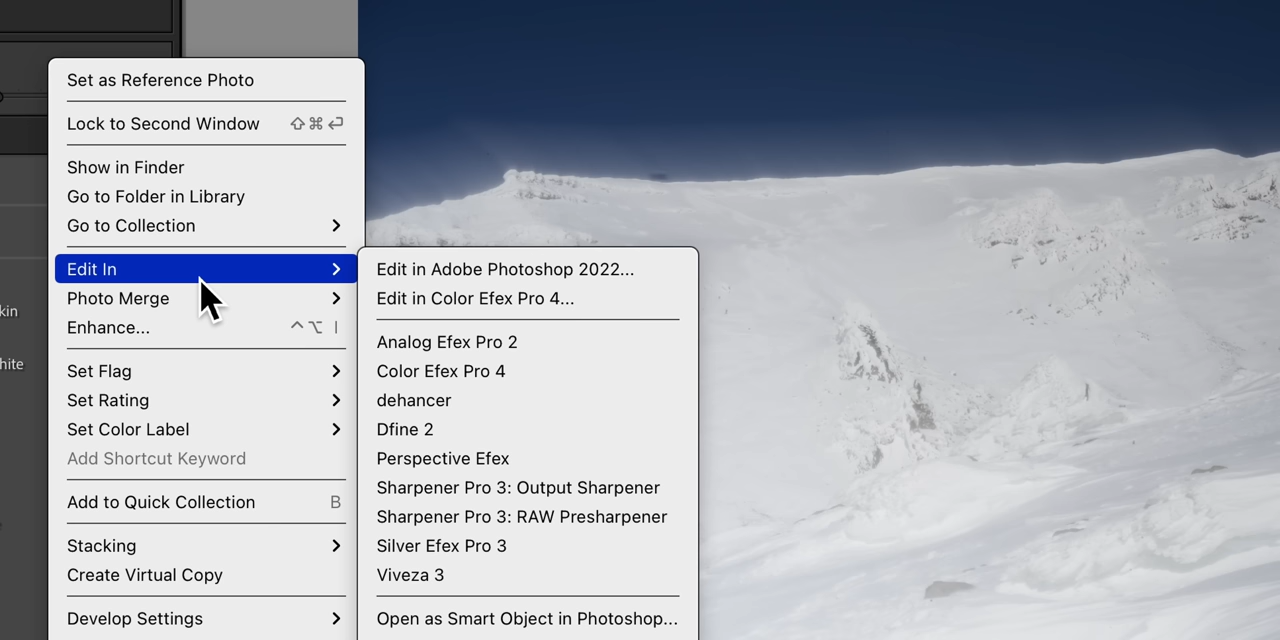 Set as Reference Photo
Lock to Second Window ⇧⌘↩
Show in Finder
Go to Folder in Library
Go to Collection
Edit In
Photo Merge
Enhance... ^⌥ I
Set Flag
Set Rating
Set Color Label
Add Shortcut Keyword
Add to Quick Collection B
Stacking
Create Virtual Copy
Develop Settings
Edit in Adobe Photoshop 2022...
Edit in Color Efex Pro 4...
Analog Efex Pro 2
Color Efex Pro 4
dehancer
Dfine 2
Perspective Efex
Sharpener Pro 3: Output Sharpener
Sharpener Pro 3: RAW Presharpener
Silver Efex Pro 3
Viveza 3
Open as Smart Object in Photoshop...
kin
hite